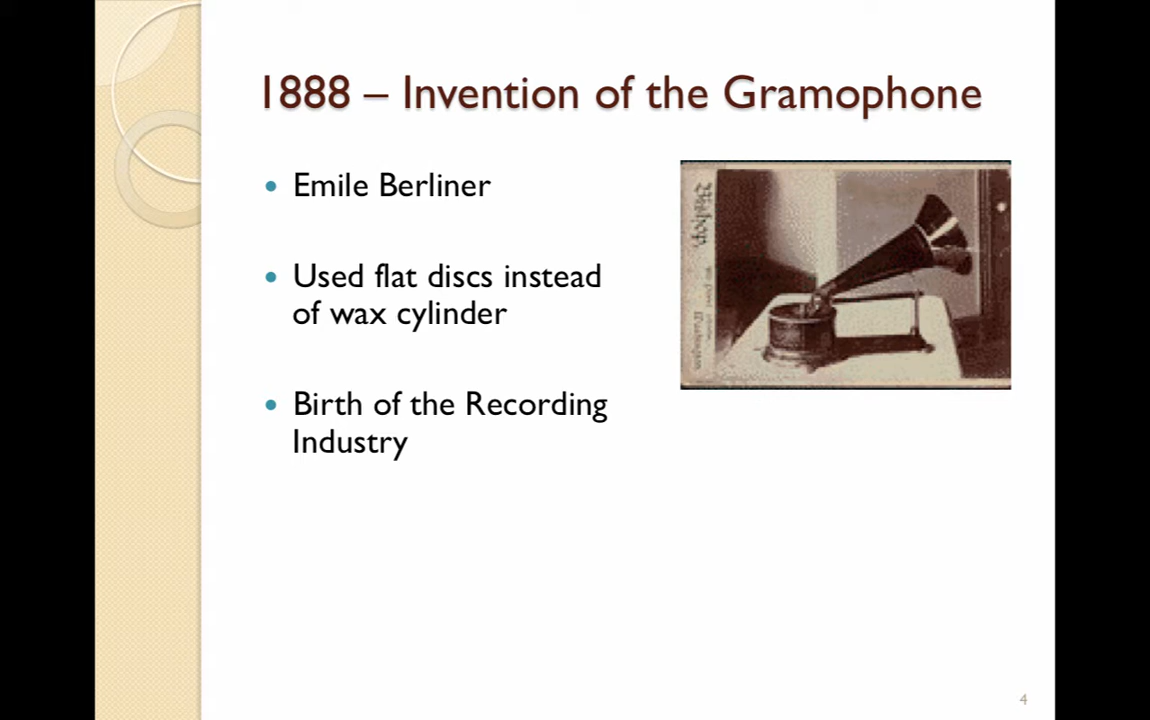 1888 – Invention of the Gramophone
• Emile Berliner
• Used flat discs instead
of wax cylinder
• Birth of the Recording
Industry
Bishop,
4